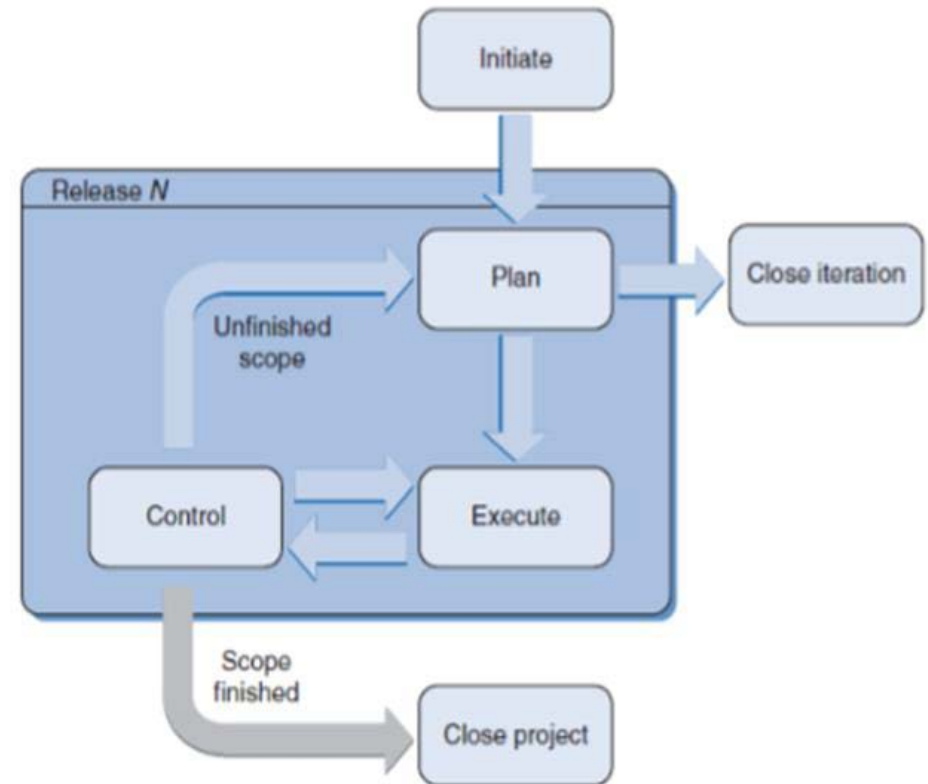 Initiate
Release N
Plan
Close iteration
Unfinished
scope
Control
Execute
Scope
finished
Close project